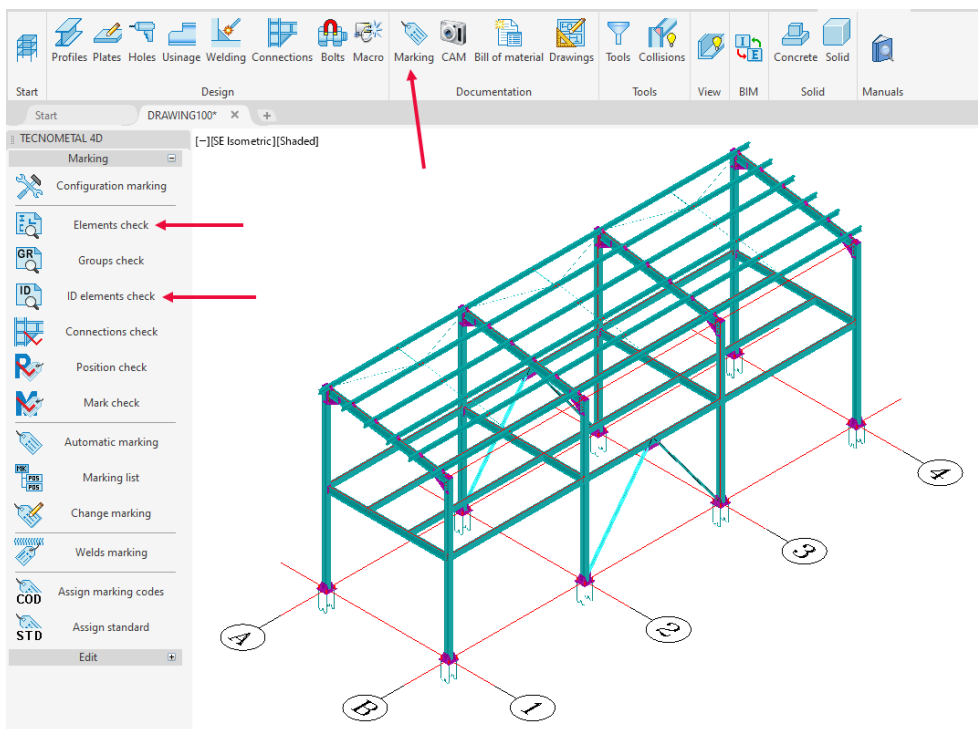 Profiles Plates Holes Usinage Welding Connections Bolts Macro Marking CAM Bill of material Drawings Tools Collisions Concrete Solid
Start Design Documentation Tools View BIM Solid Manuals
Start DRAWING100* × +
TECNOMETAL 4D
[−][SE Isometric][Shaded]
Marking
Configuration marking
Elements check
GR Groups check
ID ID elements check
Connections check
Position check
Mark check
Automatic marking
MK POS POS Marking list
Change marking
Welds marking
COD Assign marking codes
STD Assign standard
Edit
4
3
2
A
1
B